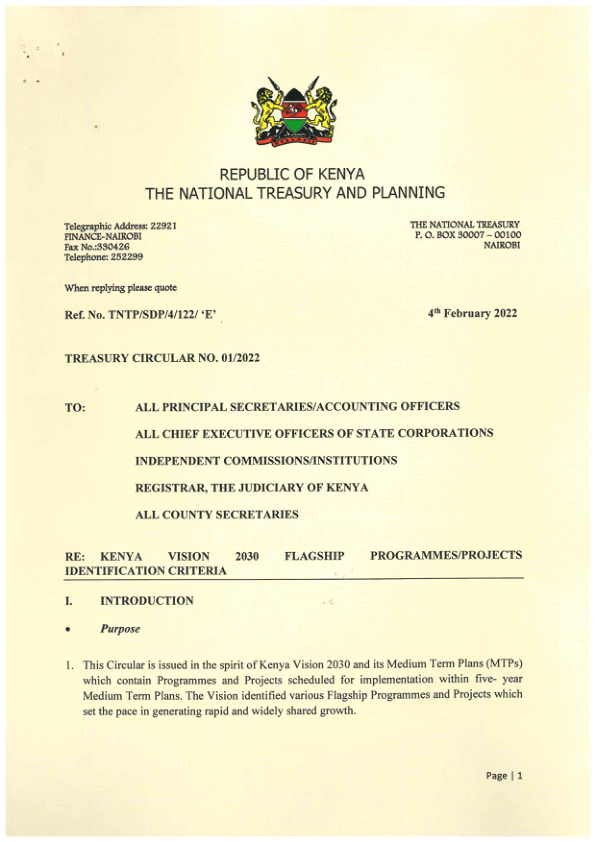 REPUBLIC OF KENYA
THE NATIONAL TREASURY AND PLANNING
Telegraphic Address: 22921
FINANCE-NAIROBI
Fax No.:330426
Telephone: 252299
THE NATIONAL TREASURY
P. O. BOX 30007 – 00100
NAIROBI
When replying please quote
Ref. No. TNTP/SDP/4/122/ ‘E’
4th February 2022
TREASURY CIRCULAR NO. 01/2022
TO: ALL PRINCIPAL SECRETARIES/ACCOUNTING OFFICERS
ALL CHIEF EXECUTIVE OFFICERS OF STATE CORPORATIONS
INDEPENDENT COMMISSIONS/INSTITUTIONS
REGISTRAR, THE JUDICIARY OF KENYA
ALL COUNTY SECRETARIES
RE: KENYA VISION 2030 FLAGSHIP PROGRAMMES/PROJECTS
IDENTIFICATION CRITERIA
I. INTRODUCTION
• Purpose
1. This Circular is issued in the spirit of Kenya Vision 2030 and its Medium Term Plans (MTPs)
which contain Programmes and Projects scheduled for implementation within five- year
Medium Term Plans. The Vision identified various Flagship Programmes and Projects which
set the pace in generating rapid and widely shared growth.
Page | 1